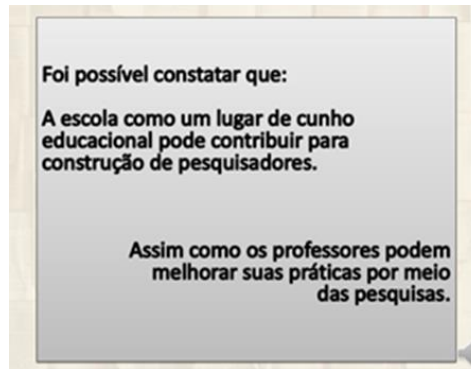 Foi possível constatar que:
A escola como um lugar de cunho
educacional pode contribuir para
construção de pesquisadores.
Assim como os professores podem
melhorar suas práticas por meio
das pesquisas.